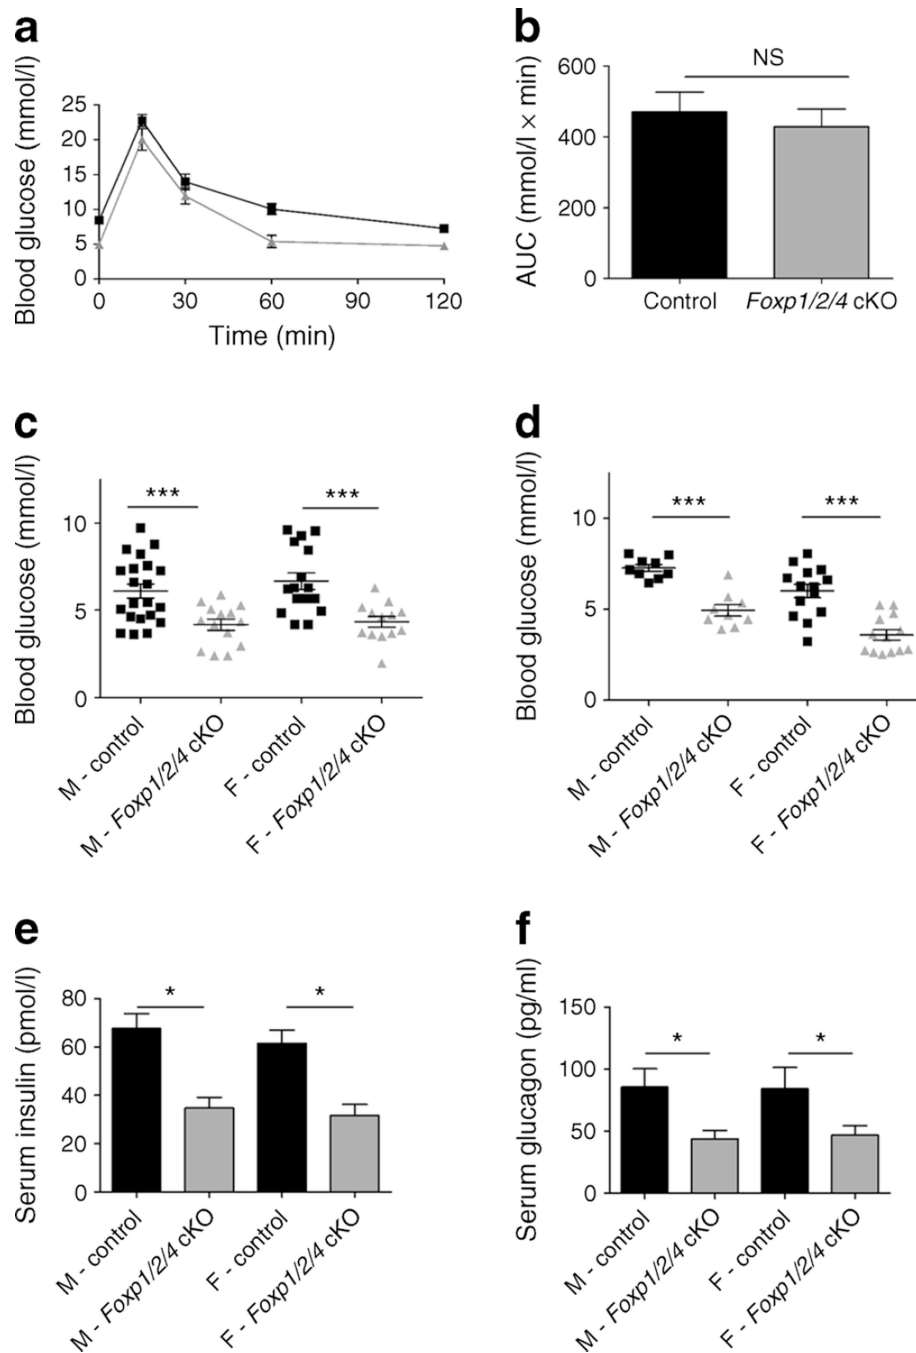 a
Blood glucose (mmol/l)
25
20
15
10
5
0
0 30 60 90 120
Time (min)
b
AUC (mmol/l × min)
NS
600
400
200
0
Control Foxp1/2/4 cKO
c
Blood glucose (mmol/l)
***
***
10
5
0
M - control
M - Foxp1/2/4 cKO
F - control
F - Foxp1/2/4 cKO
d
Blood glucose (mmol/l)
***
***
10
5
0
M - control
M - Foxp1/2/4 cKO
F - control
F - Foxp1/2/4 cKO
e
Serum insulin (pmol/l)
*
*
80
60
40
20
0
M - control
M - Foxp1/2/4 cKO
F - control
F - Foxp1/2/4 cKO
f
Serum glucagon (pg/ml)
150
*
*
100
50
0
M - control
M - Foxp1/2/4 cKO
F - control
F - Foxp1/2/4 cKO